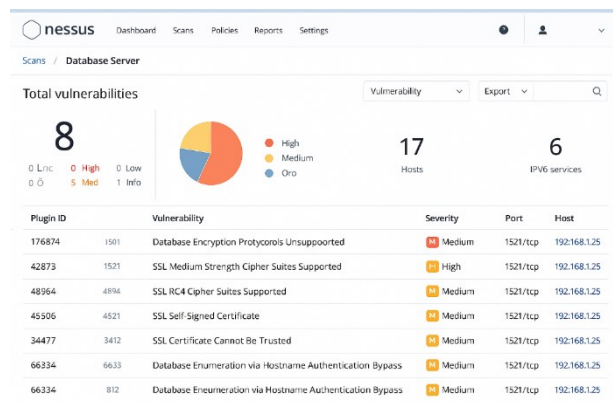 nessus Dashboard Scans Policies Reports Settings
Scans / Database Server
Total vulnerabilities
Vulnerability Export
8
0 Lnc 0 High 0 Low
0 Ö 5 Med 1 Info
High
Medium
Oro
17
Hosts
6
IPV6 services
Plugin ID Vulnerability Severity Port Host
176874 1501 Database Encryption Protycorols Unsuppoorted M Medium 1521/tcp 192:168.1.25
42873 1521 SSL Medium Strength Cipher Suites Supported High 1521/tcp 192.168.1.25
48964 4894 SSL RC4 Cipher Suites Supported M Medium 1521/tcp 192.168.1.25
45506 4521 SSL Self-Signed Certificate M Medium 1521/tcp 192.168.1.25
34477 3412 SSL Certificate Cannot Be Trusted M Medium 1521/tcp 192.168.1.25
66334 6633 Database Enumeration via Hostname Authentication Bypass M Medium 1521/tcp 192.168.1.25
66334 812 Database Eneumeration via Hostname Authentication Bypass M Medium 1521/tcp 192.168.1.25